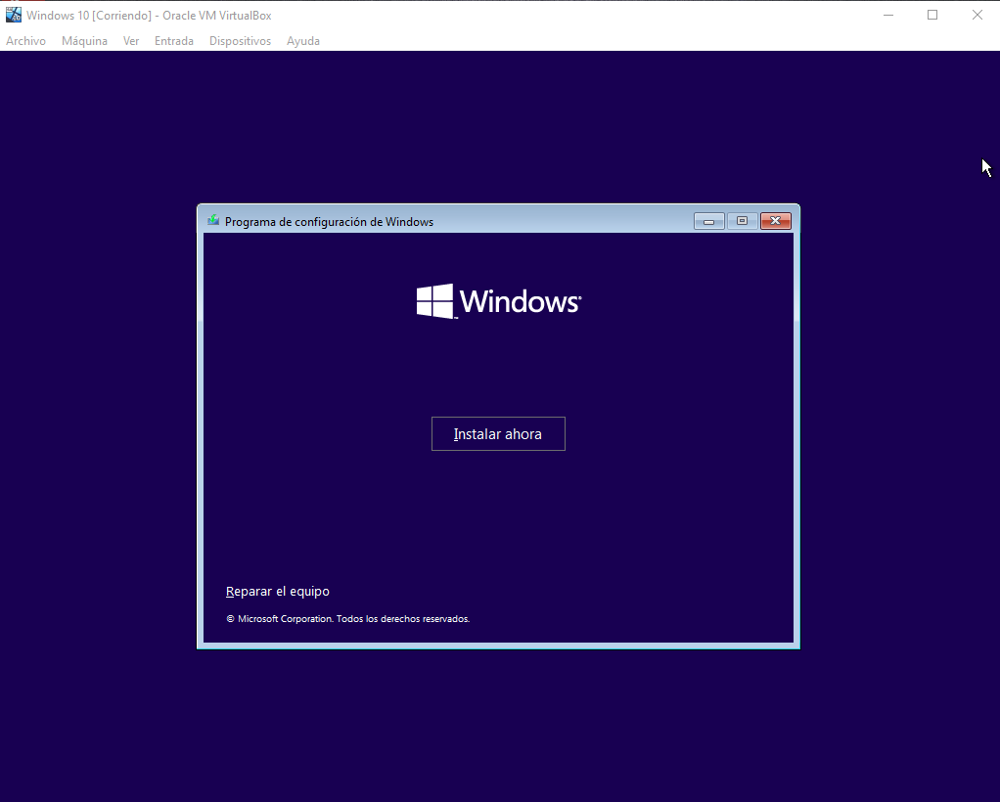 Windows 10 [Corriendo] - Oracle VM VirtualBox
Archivo Máquina Ver Entrada Dispositivos Ayuda
Programa de configuración de Windows
Windows
Instalar ahora
Reparar el equipo
© Microsoft Corporation. Todos los derechos reservados.